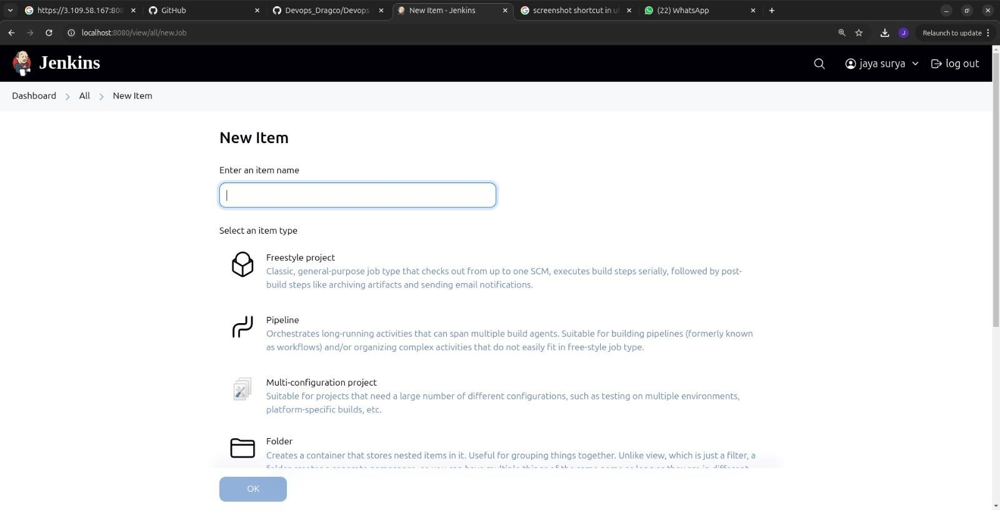 https://3.109.58.167:808
GitHub
Devops_Dragco/Devops
New Item - Jenkins
screenshot shortcut in u
(22) WhatsApp
localhost:8080/view/all/newJob
J
Relaunch to update
Jenkins
jaya surya
log out
Dashboard
All
New Item
New Item
Enter an item name
Select an item type
Freestyle project
Classic, general-purpose job type that checks out from up to one SCM, executes build steps serially, followed by post-
build steps like archiving artifacts and sending email notifications.
Pipeline
Orchestrates long-running activities that can span multiple build agents. Suitable for building pipelines (formerly known
as workflows) and/or organizing complex activities that do not easily fit in free-style job type.
Multi-configuration project
Suitable for projects that need a large number of different configurations, such as testing on multiple environments,
platform-specific builds, etc.
Folder
Creates a container that stores nested items in it. Useful for grouping things together. Unlike view, which is just a filter, a
OK